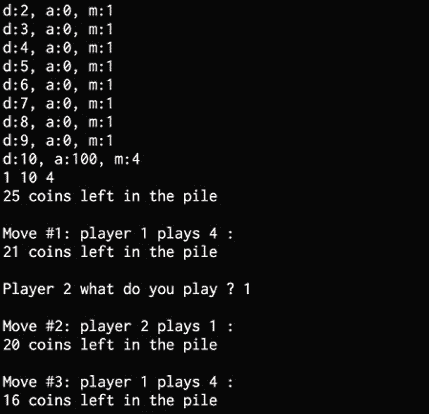 d:2, a:0, m:1
d:3, a:0, m:1
d:4, a:0, m:1
d:5, a:0, m:1
d:6, a:0, m:1
d:7, a:0, m:1
d:8, a:0, m:1
d:9, a:0, m:1
d:10, a:100, m:4
1 10 4
25 coins left in the pile
Move #1: player 1 plays 4 :
21 coins left in the pile
Player 2 what do you play ? 1
Move #2: player 2 plays 1 :
20 coins left in the pile
Move #3: player 1 plays 4 :
16 coins left in the pile